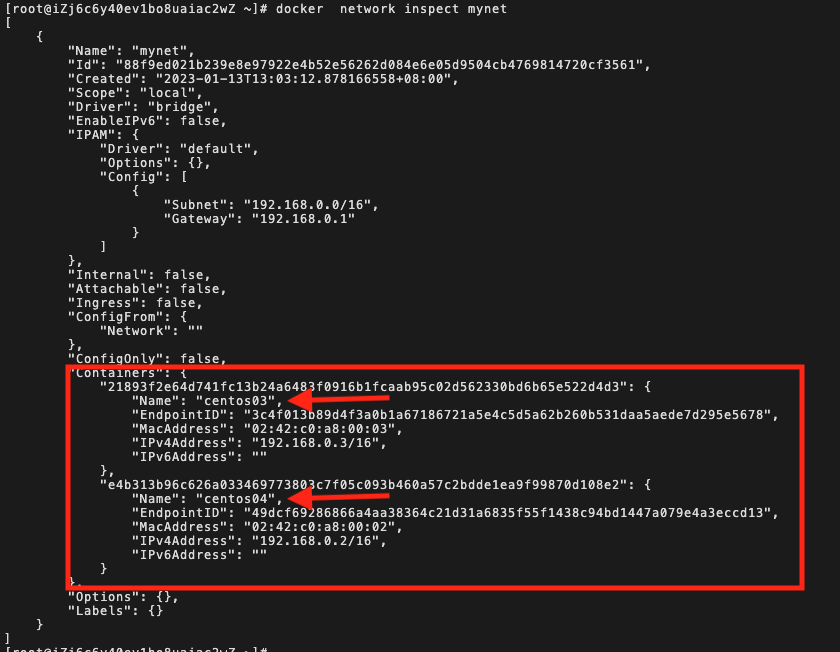 [root@iZj6c6y40ev1bo8uaiac2wZ ~]# docker  network inspect mynet
[
    {
        "Name": "mynet",
        "Id": "88f9ed021b239e8e97922e4b52e56262d084e6e05d9504cb4769814720cf3561",
        "Created": "2023-01-13T13:03:12.878166558+08:00",
        "Scope": "local",
        "Driver": "bridge",
        "EnableIPv6": false,
        "IPAM": {
            "Driver": "default",
            "Options": {},
            "Config": [
                {
                    "Subnet": "192.168.0.0/16",
                    "Gateway": "192.168.0.1"
                }
            ]
        },
        "Internal": false,
        "Attachable": false,
        "Ingress": false,
        "ConfigFrom": {
            "Network": ""
        },
        "ConfigOnly": false,
        "Containers": {
            "21893f2e64d741fc13b24a6483f0916b1fcaab95c02d562330bd6b65e522d4d3": {
                "Name": "centos03",
                "EndpointID": "3c4f013b89d4f3a0b1a67186721a5e4c5d5a62b260b531daa5aede7d295e5678",
                "MacAddress": "02:42:c0:a8:00:03",
                "IPv4Address": "192.168.0.3/16",
                "IPv6Address": ""
            },
            "e4b313b96c626a033469773803c7f05c093b460a57c2bdde1ea9f99870d108e2": {
                "Name": "centos04",
                "EndpointID": "49dcf69286866a4aa38364c21d31a6835f55f1438c94bd1447a079e4a3eccd13",
                "MacAddress": "02:42:c0:a8:00:02",
                "IPv4Address": "192.168.0.2/16",
                "IPv6Address": ""
            }
        },
        "Options": {},
        "Labels": {}
    }
]
[root@iZj6c6y40ev1bo8uaiac2wZ ~]#